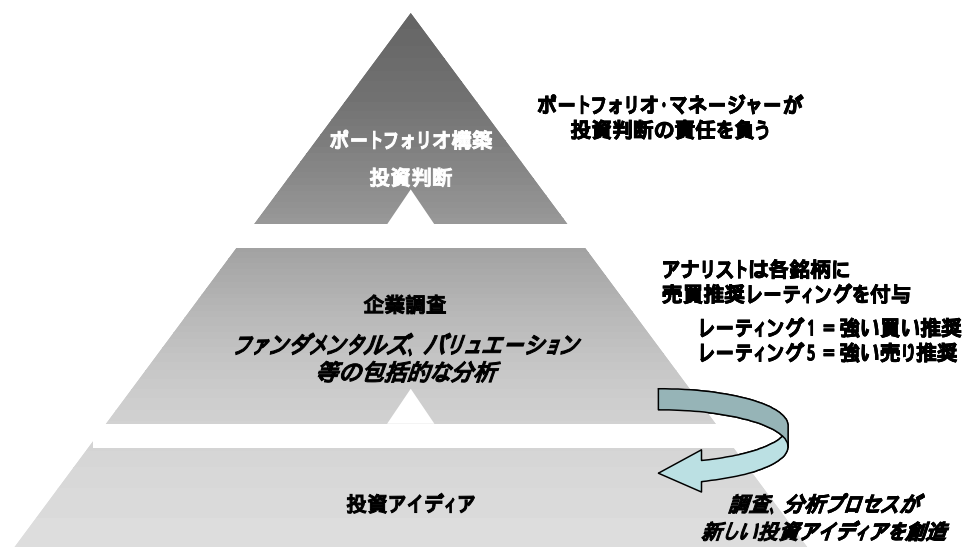 ポートフォリオ構築
投資判断
ポートフォリオ・マネージャーが
投資判断の責任を負う
企業調査
ファンダメンタルズ、バリュエーション
等の包括的な分析
アナリストは各銘柄に
売買推奨レーティングを付与
レーティング1 = 強い買い推奨
レーティング5 = 強い売り推奨
投資アイディア
調査、分析プロセスが
新しい投資アイディアを創造